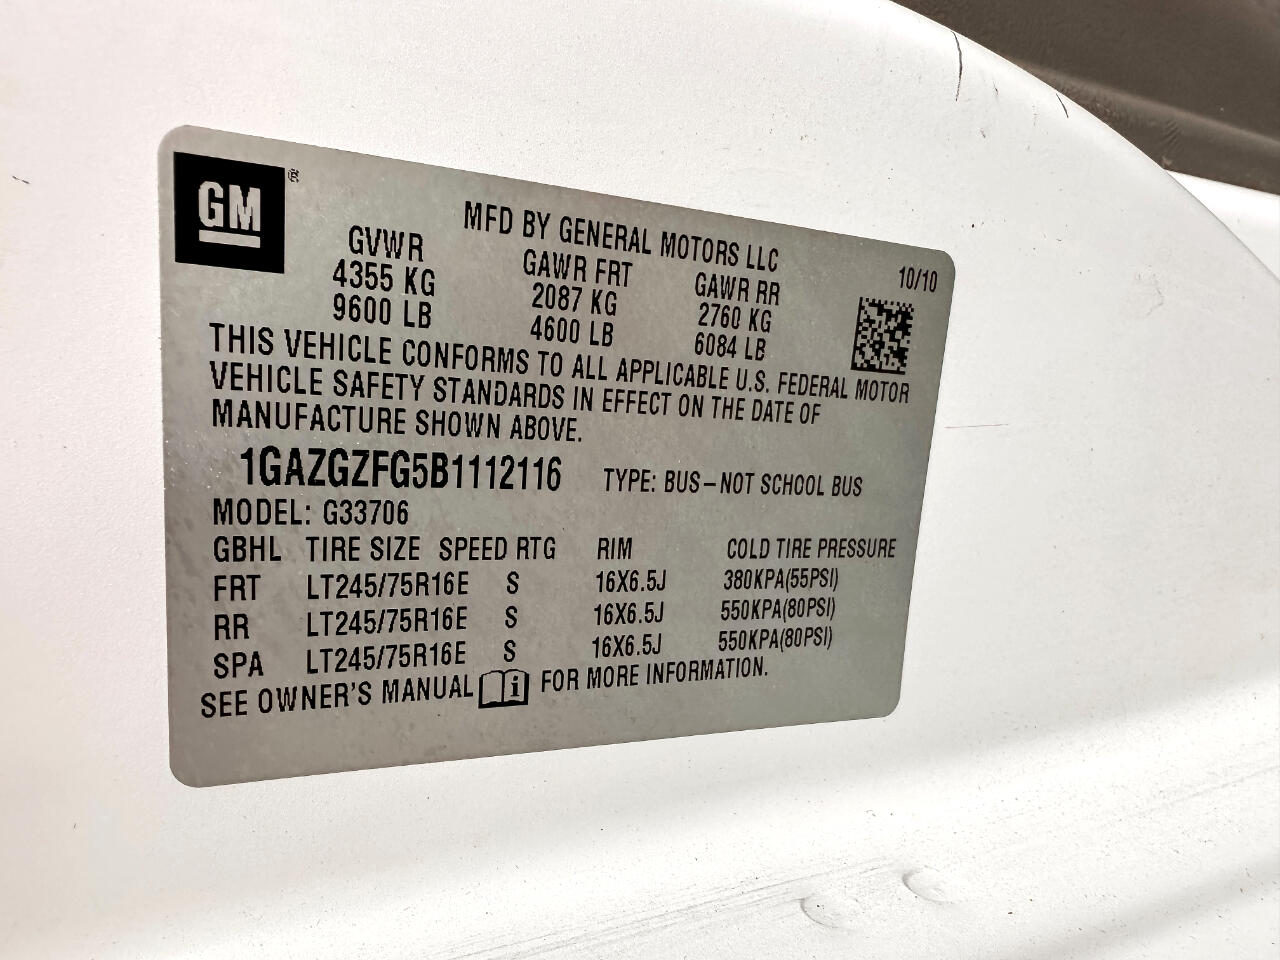 GM ®
MFD BY GENERAL MOTORS LLC
10/10
GVWR GAWR FRT GAWR RR
4355 KG 2087 KG 2760 KG
9600 LB 4600 LB 6084 LB
THIS VEHICLE CONFORMS TO ALL APPLICABLE U.S. FEDERAL MOTOR
VEHICLE SAFETY STANDARDS IN EFFECT ON THE DATE OF
MANUFACTURE SHOWN ABOVE.
1GAZGZFG5B1112116 TYPE: BUS–NOT SCHOOL BUS
MODEL: G33706
GBHL TIRE SIZE SPEED RTG RIM COLD TIRE PRESSURE
FRT LT245/75R16E S 16X6.5J 380KPA(55PSI)
RR LT245/75R16E S 16X6.5J 550KPA(80PSI)
SPA LT245/75R16E S 16X6.5J 550KPA(80PSI)
SEE OWNER'S MANUAL i FOR MORE INFORMATION.